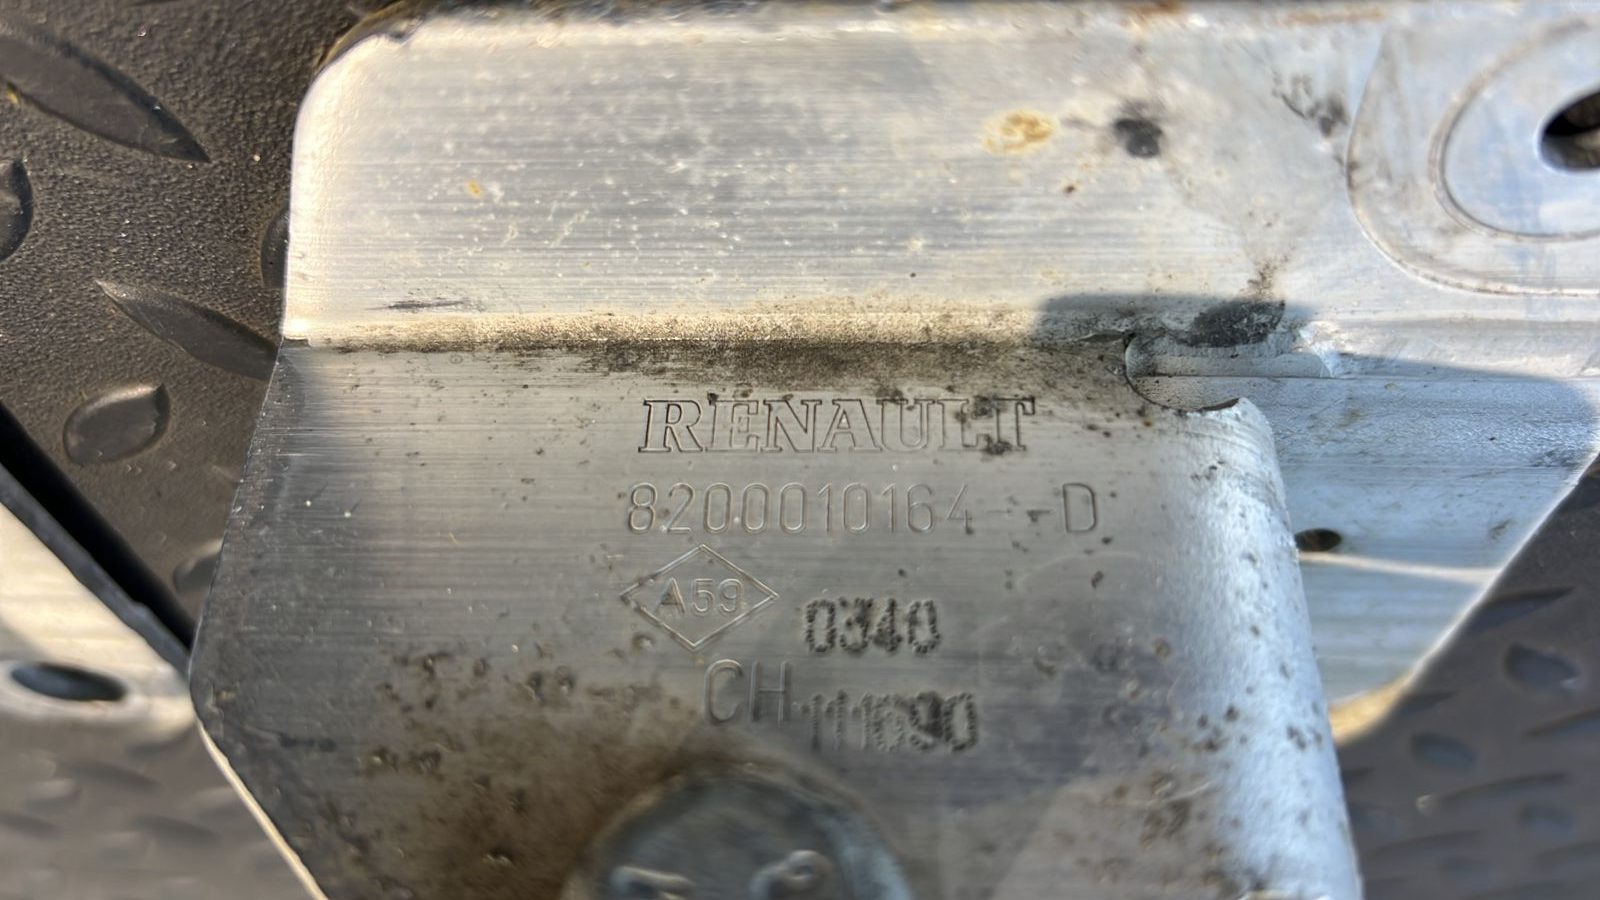 RENAULT
8200010164--D
A59
0340
CH 111690